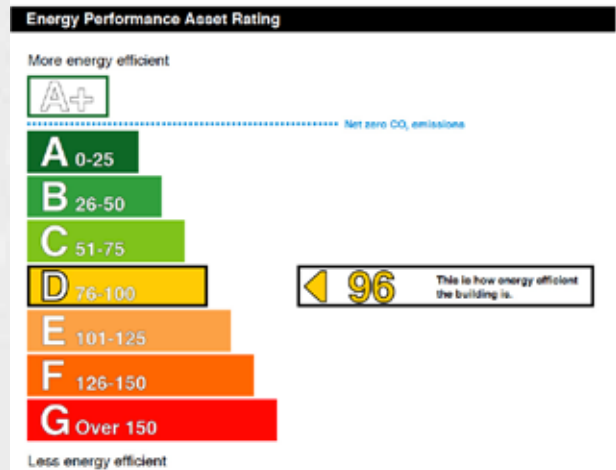 Energy Performance Asset Rating
More energy efficient
A+
Net zero CO₂ emissions
A 0-25
B 26-50
C 51-75
D 76-100
96
This is how energy efficient
the building is.
E 101-125
F 126-150
G Over 150
Less energy efficient